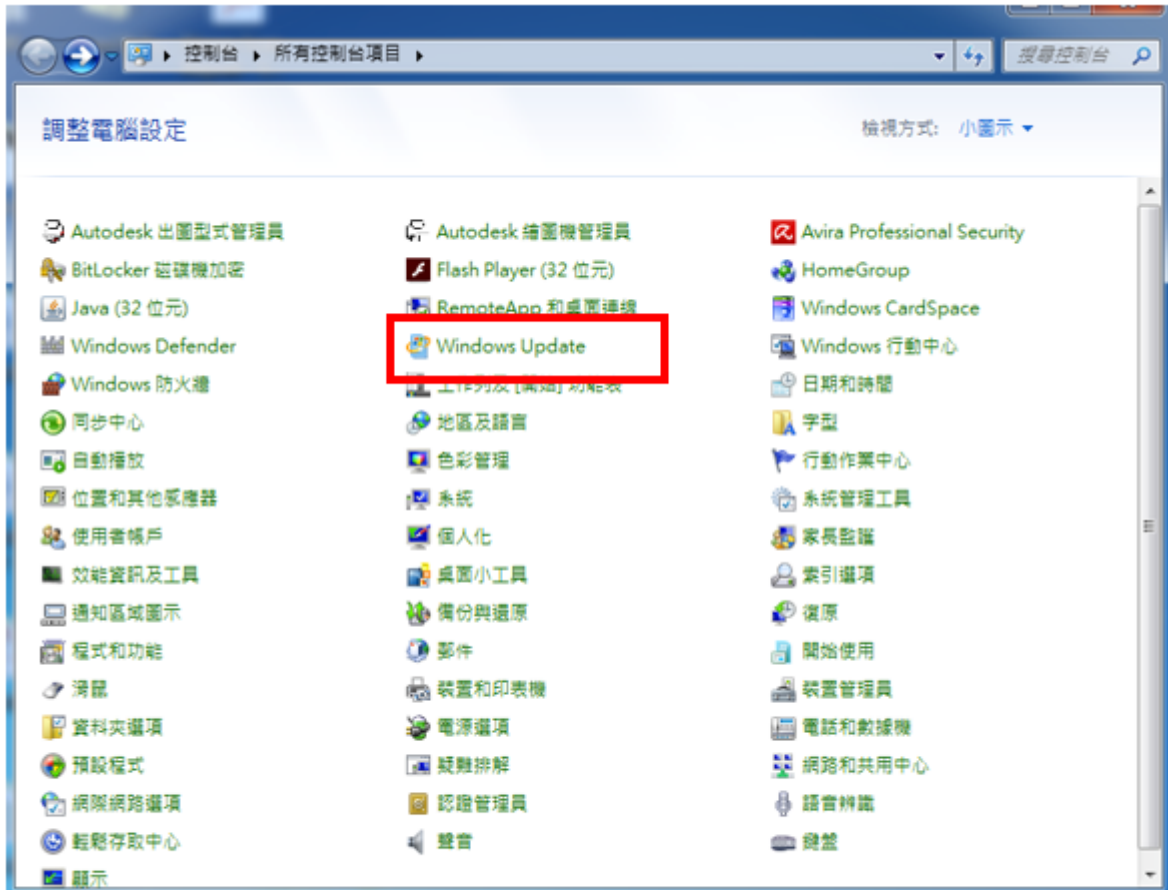 控制台 ▸ 所有控制台項目 ▸ 搜尋控制台
調整電腦設定 檢視方式: 小圖示
Autodesk 出圖型式管理員 Autodesk 繪圖機管理員 Avira Professional Security
BitLocker 磁碟機加密 Flash Player (32 位元) HomeGroup
Java (32 位元) RemoteApp 和桌面連線 Windows CardSpace
Windows Defender Windows Update Windows 行動中心
Windows 防火牆 工作列及 [開始] 功能表 日期和時間
同步中心 地區及語言 字型
自動播放 色彩管理 行動作業中心
位置和其他感應器 系統 系統管理工具
使用者帳戶 個人化 家長監護
效能資訊及工具 桌面小工具 索引選項
通知區域圖示 備份與還原 復原
程式和功能 郵件 開始使用
滑鼠 裝置和印表機 裝置管理員
資料夾選項 電源選項 電話和數據機
預設程式 疑難排解 網路和共用中心
網際網路選項 認證管理員 語音辨識
輕鬆存取中心 聲音 鍵盤
顯示